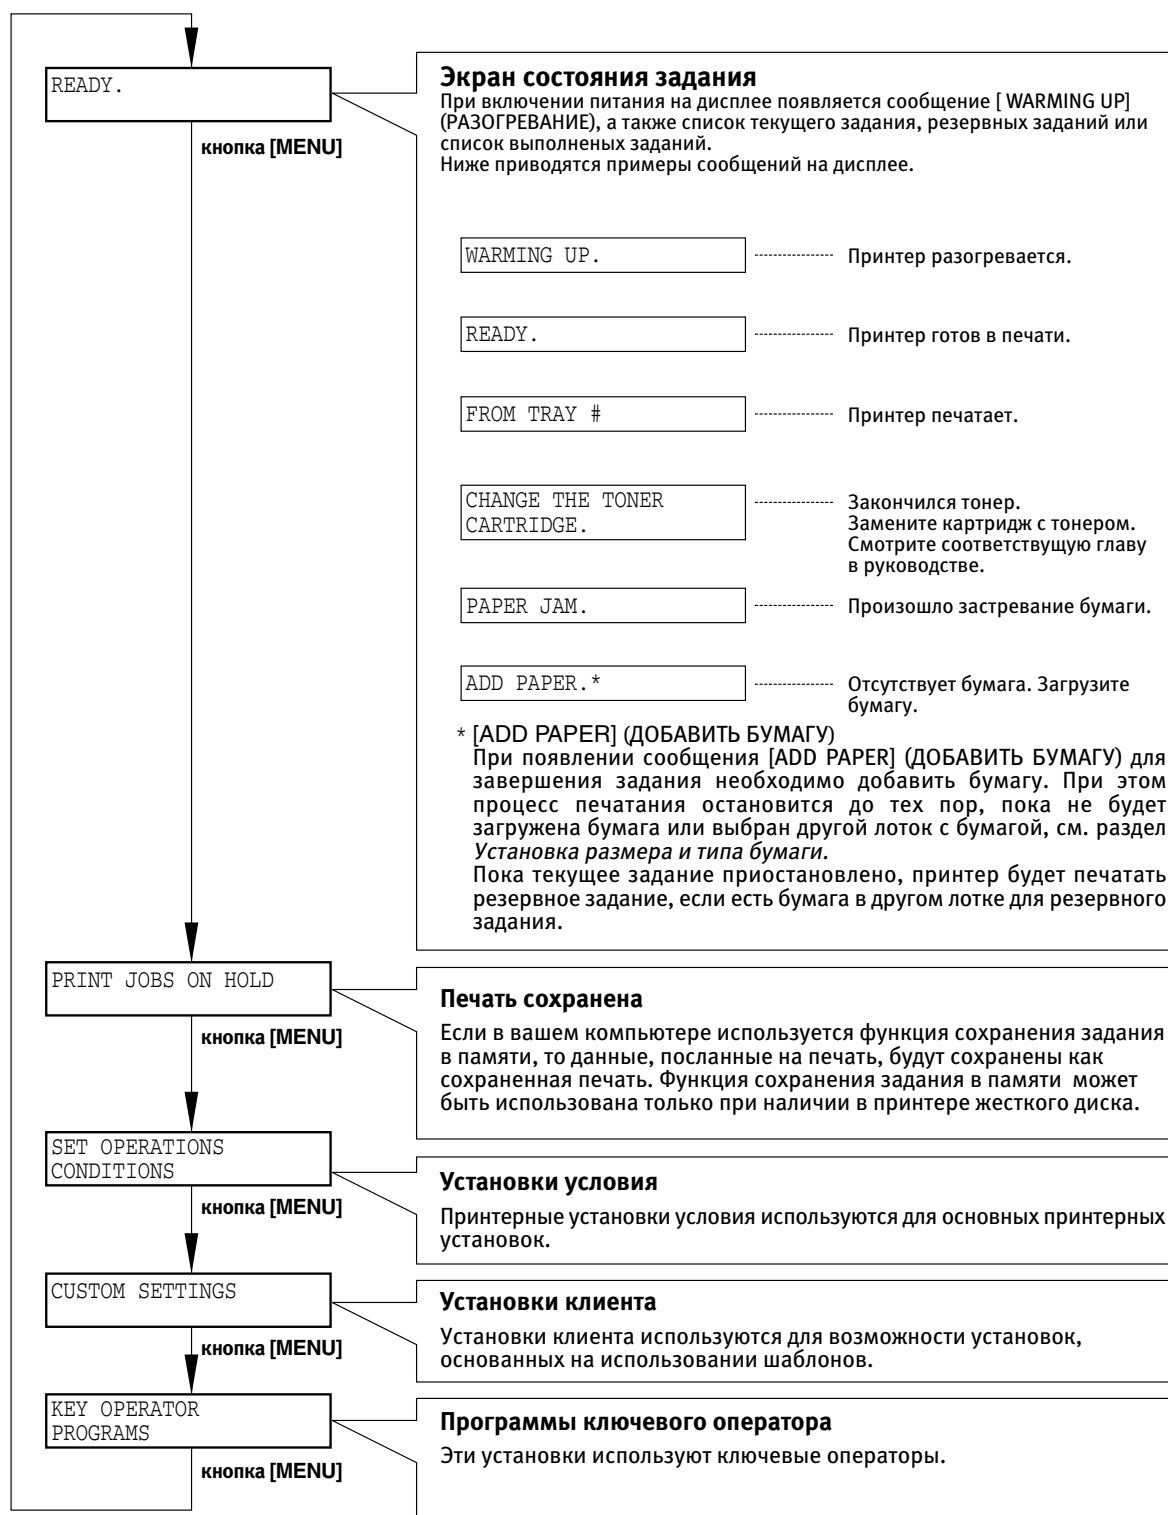 READY.
кнопка [MENU]
Экран состояния задания
При включении питания на дисплее появляется сообщение [ WARMING UP]
(РАЗОГРЕВАНИЕ), а также список текущего задания, резервных заданий или
список выполненых заданий.
Ниже приводятся примеры сообщений на дисплее.
WARMING UP.
Принтер разогревается.
READY.
Принтер готов в печати.
FROM TRAY #
Принтер печатает.
CHANGE THE TONER
CARTRIDGE.
Закончился тонер.
Замените картридж с тонером.
Смотрите соответствущую главу
в руководстве.
PAPER JAM.
Произошло застревание бумаги.
ADD PAPER.*
Отсутствует бумага. Загрузите
бумагу.
* [ADD PAPER] (ДОБАВИТЬ БУМАГУ)
При появлении сообщения [ADD PAPER] (ДОБАВИТЬ БУМАГУ) для
завершения задания необходимо добавить бумагу. При этом
процесс печатания остановится до тех пор, пока не будет
загружена бумага или выбран другой лоток с бумагой, см. раздел
Установка размера и типа бумаги.
Пока текущее задание приостановлено, принтер будет печатать
резервное задание, если есть бумага в другом лотке для резервного
задания.
PRINT JOBS ON HOLD
кнопка [MENU]
Печать сохранена
Если в вашем компьютере используется функция сохранения задания
в памяти, то данные, посланные на печать, будут сохранены как
сохраненная печать. Функция сохранения задания в памяти может
быть использована только при наличии в принтере жесткого диска.
SET OPERATIONS
CONDITIONS
кнопка [MENU]
Установки условия
Принтерные установки условия используются для основных принтерных
установок.
CUSTOM SETTINGS
кнопка [MENU]
Установки клиента
Установки клиента используются для возможности установок,
основанных на использовании шаблонов.
KEY OPERATOR
PROGRAMS
кнопка [MENU]
Программы ключевого оператора
Эти установки используют ключевые операторы.